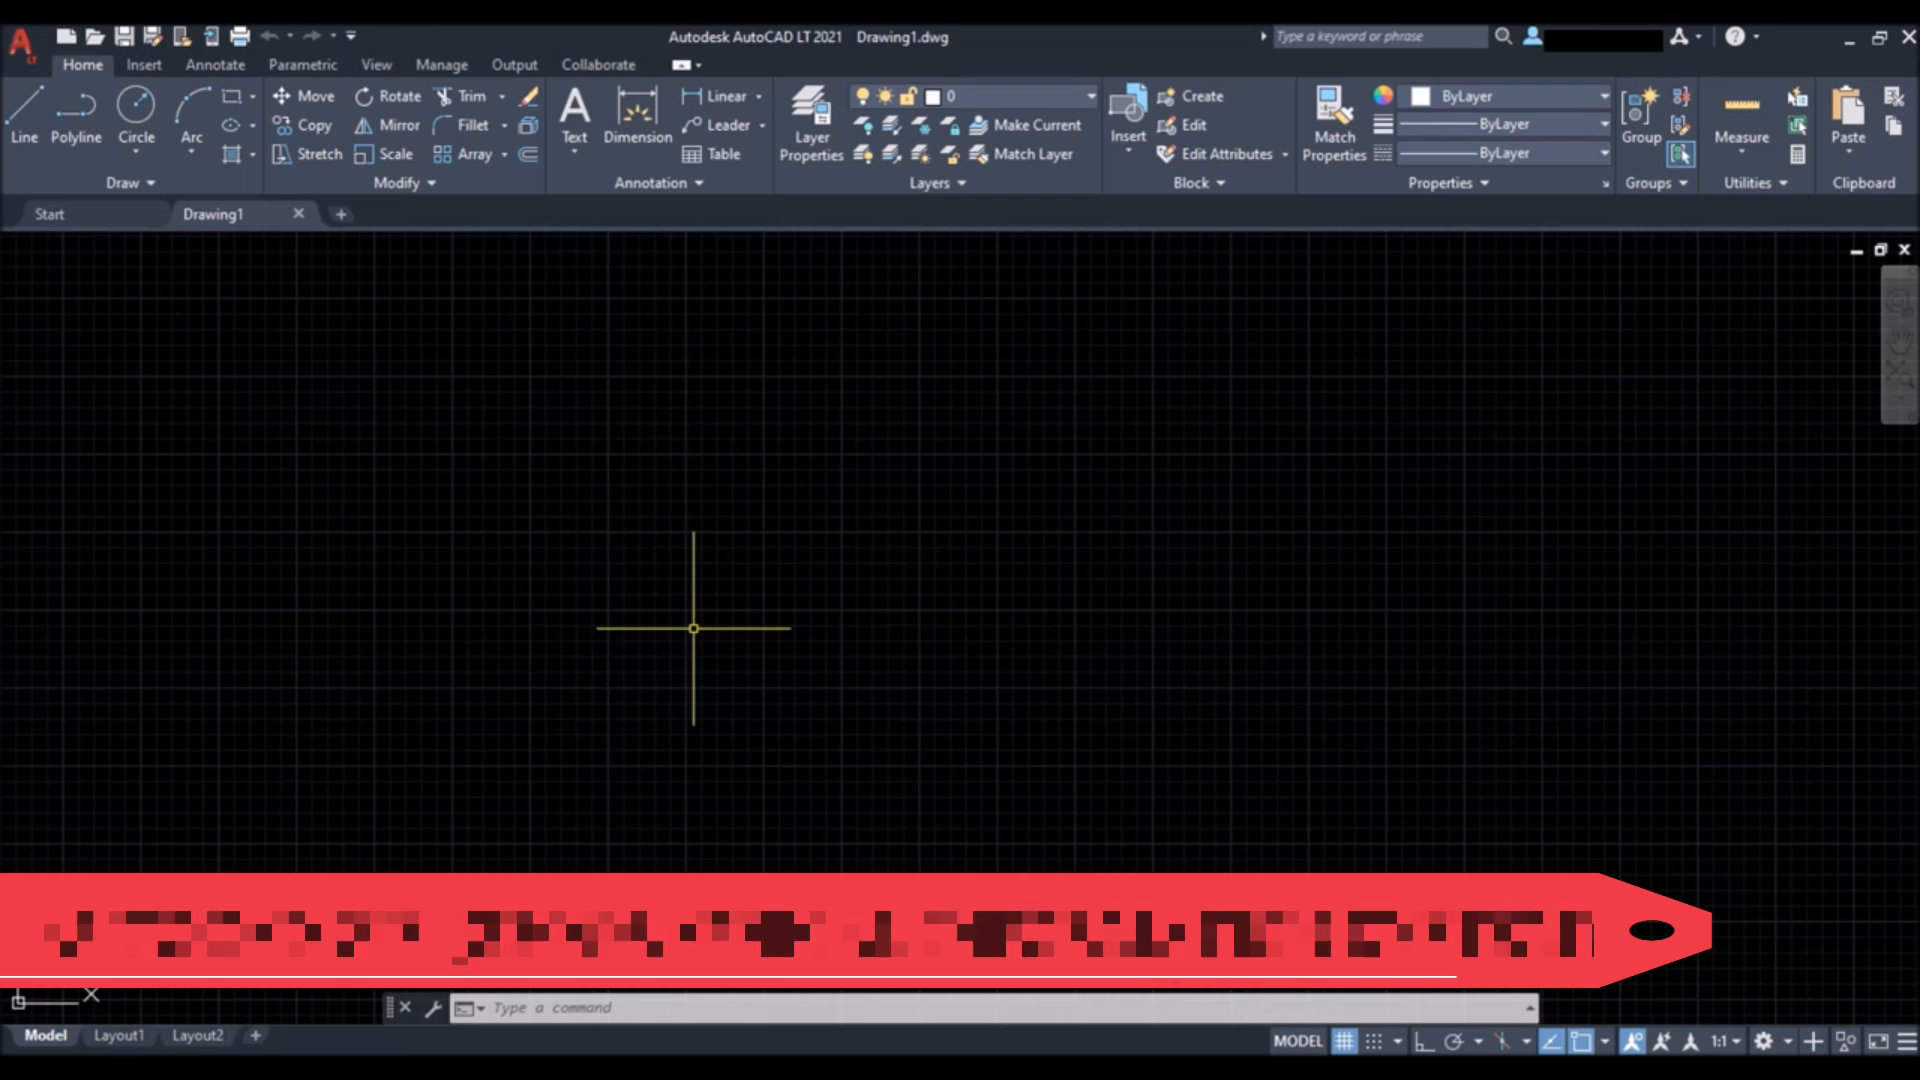 Autodesk AutoCAD LT 2021 Drawing1.dwg
Type a keyword or phrase
LT
Home Insert Annotate Parametric View Manage Output Collaborate
Line Polyline Circle Arc
Move Rotate Trim
Copy Mirror Fillet
Stretch Scale Array
Text Dimension
Linear
Leader
Table
Layer Properties
0
Make Current
Match Layer
Insert
Create
Edit
Edit Attributes
Match Properties
ByLayer
ByLayer
ByLayer
Group
Measure
Paste
Draw Modify Annotation Layers Block Properties Groups Utilities Clipboard
Start Drawing1
X
Type a command
Model Layout1 Layout2
MODEL 1:1